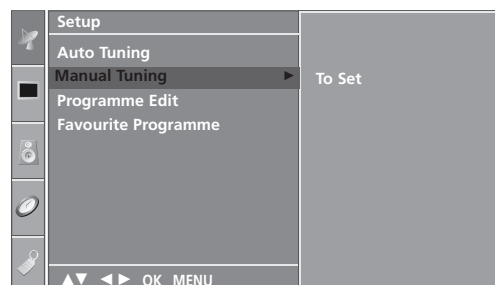 Setup
Auto Tuning
Manual Tuning ▶
To Set
Programme Edit
Favourite Programme
▲▼ ◀▶ OK MENU